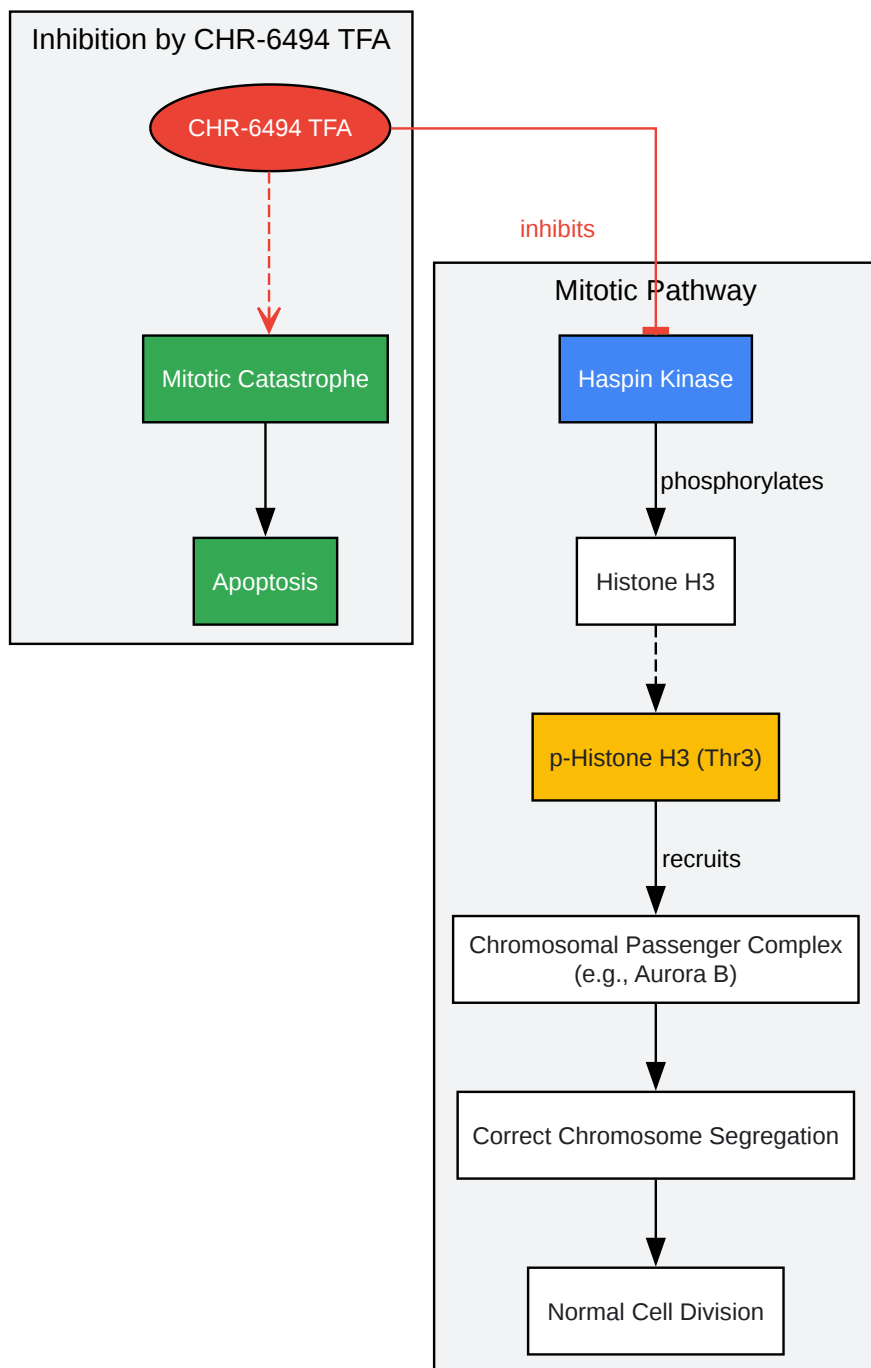 Inhibition by CHR-6494 TFA
CHR-6494 TFA
inhibits
Mitotic Catastrophe
Apoptosis
Mitotic Pathway
Haspin Kinase
phosphorylates
Histone H3
p-Histone H3 (Thr3)
recruits
Chromosomal Passenger Complex
(e.g., Aurora B)
Correct Chromosome Segregation
Normal Cell Division